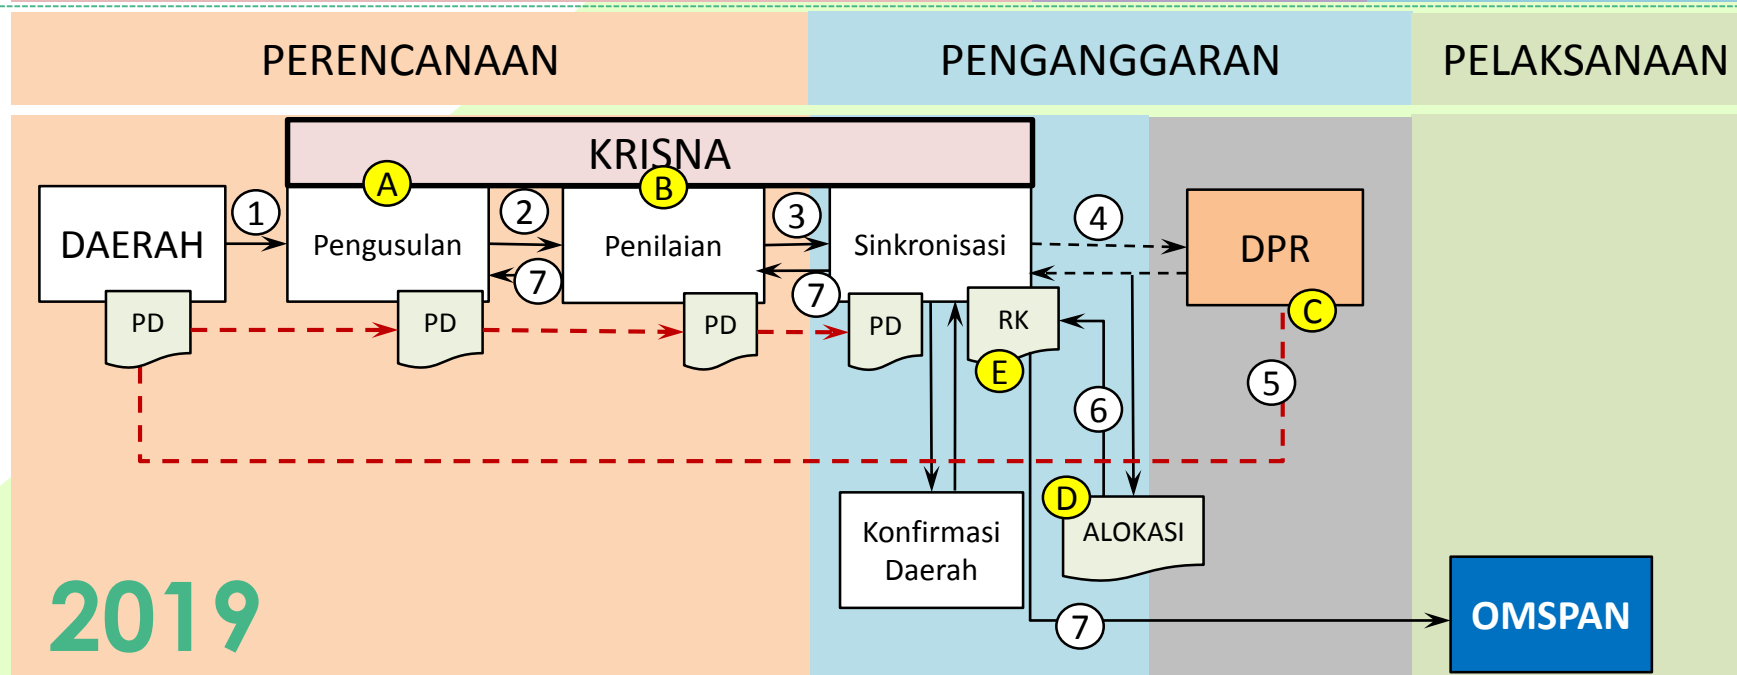 PERENCANAAN
PENGANGGARAN
PELAKSANAAN
KRISNA
A
B
1
2
3
4
DAERAH
Pengusulan
Penilaian
Sinkronisasi
DPR
7
7
C
PD
PD
PD
PD
RK
E
5
6
D
Konfirmasi
Daerah
ALOKASI
2019
7
OMSPAN